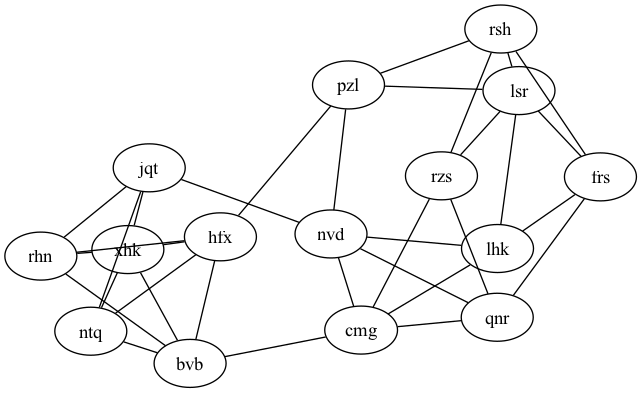 rsh
pzl
lsr
jqt
rzs
frs
rhn
xhk
hfx
nvd
lhk
ntq
bvb
cmg
qnr